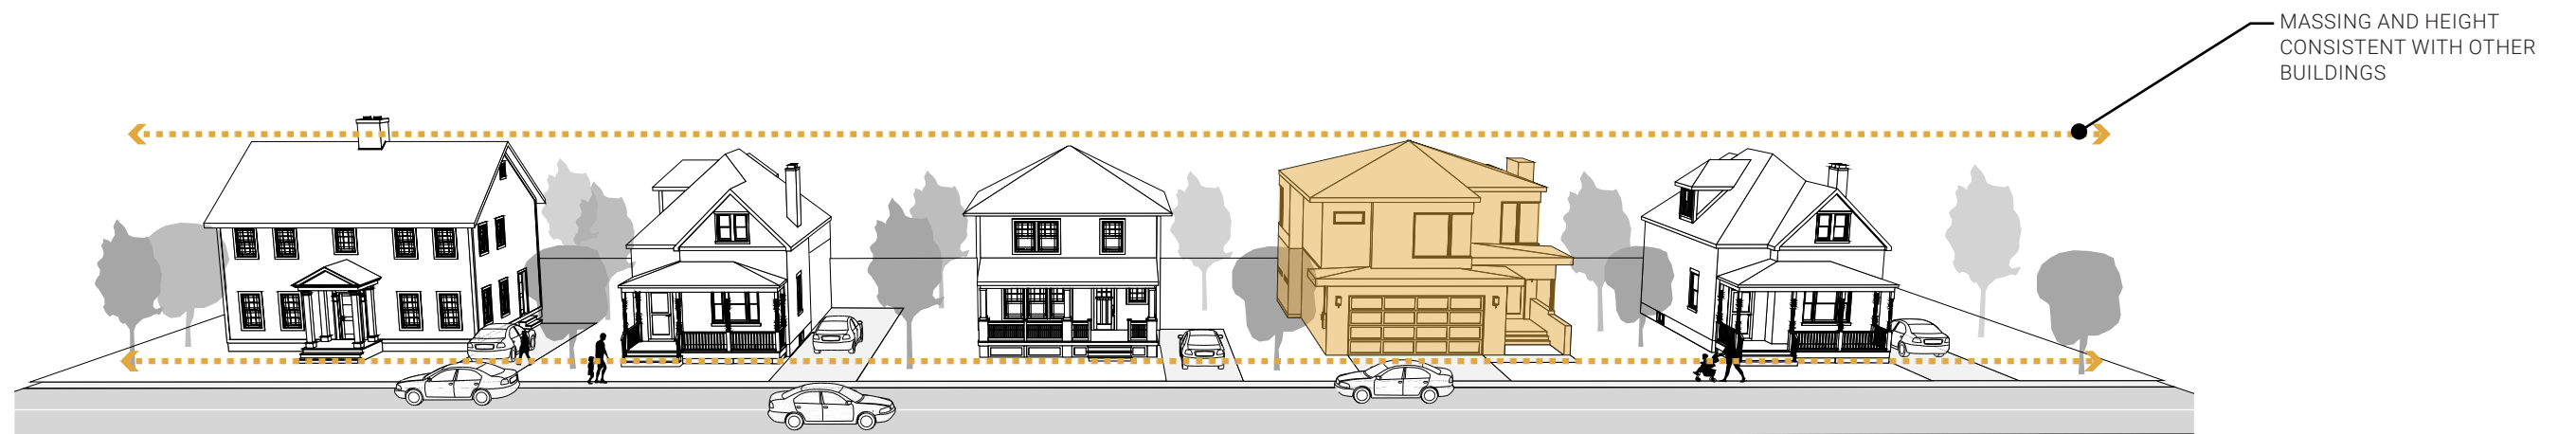 MASSING AND HEIGHT
CONSISTENT WITH OTHER
BUILDINGS